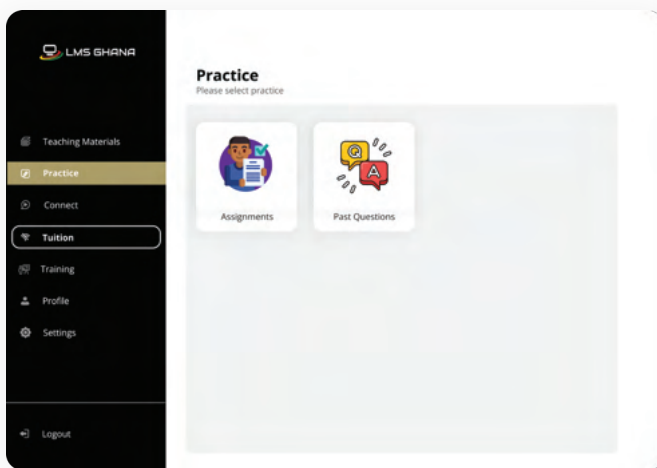 LMS GHANA
Teaching Materials
Practice
Connect
Tuition
Training
Profile
Settings
Logout
Practice
Please select practice
Q
A
Assignments
Past Questions